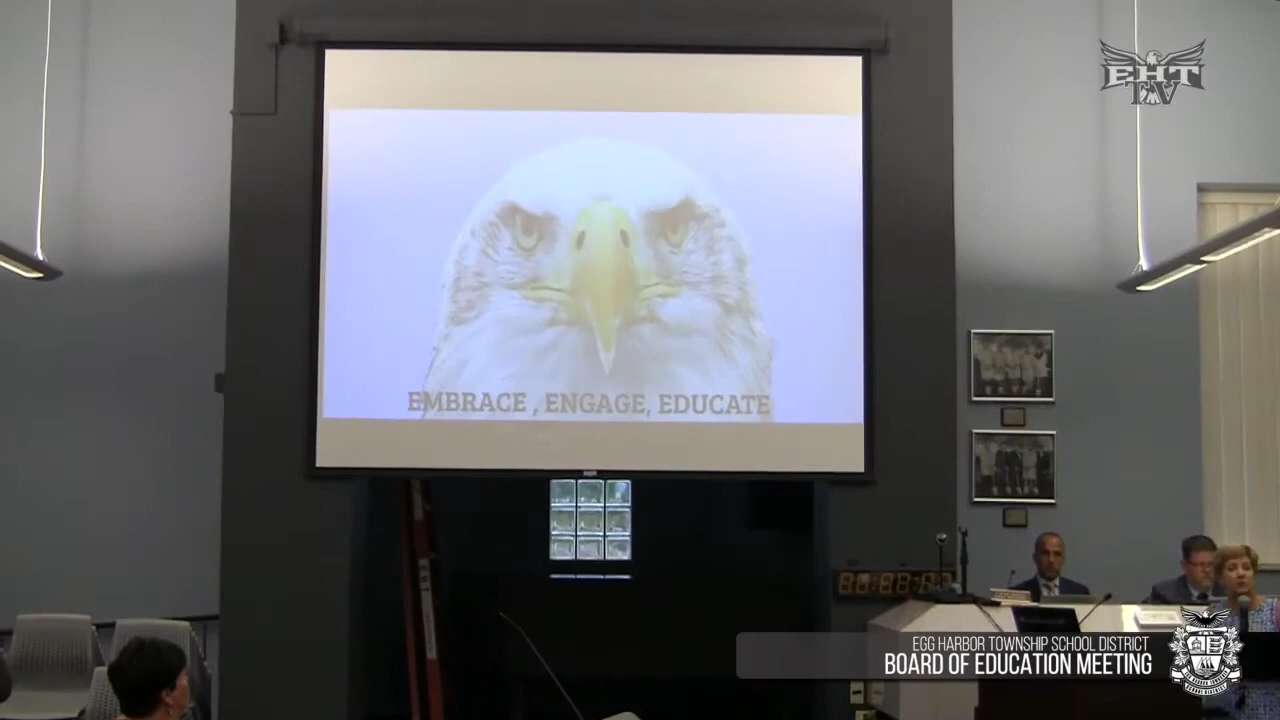 EHT
TV
EMBRACE , ENGAGE, EDUCATE
EGG HARBOR TOWNSHIP SCHOOL DISTRICT
BOARD OF EDUCATION MEETING